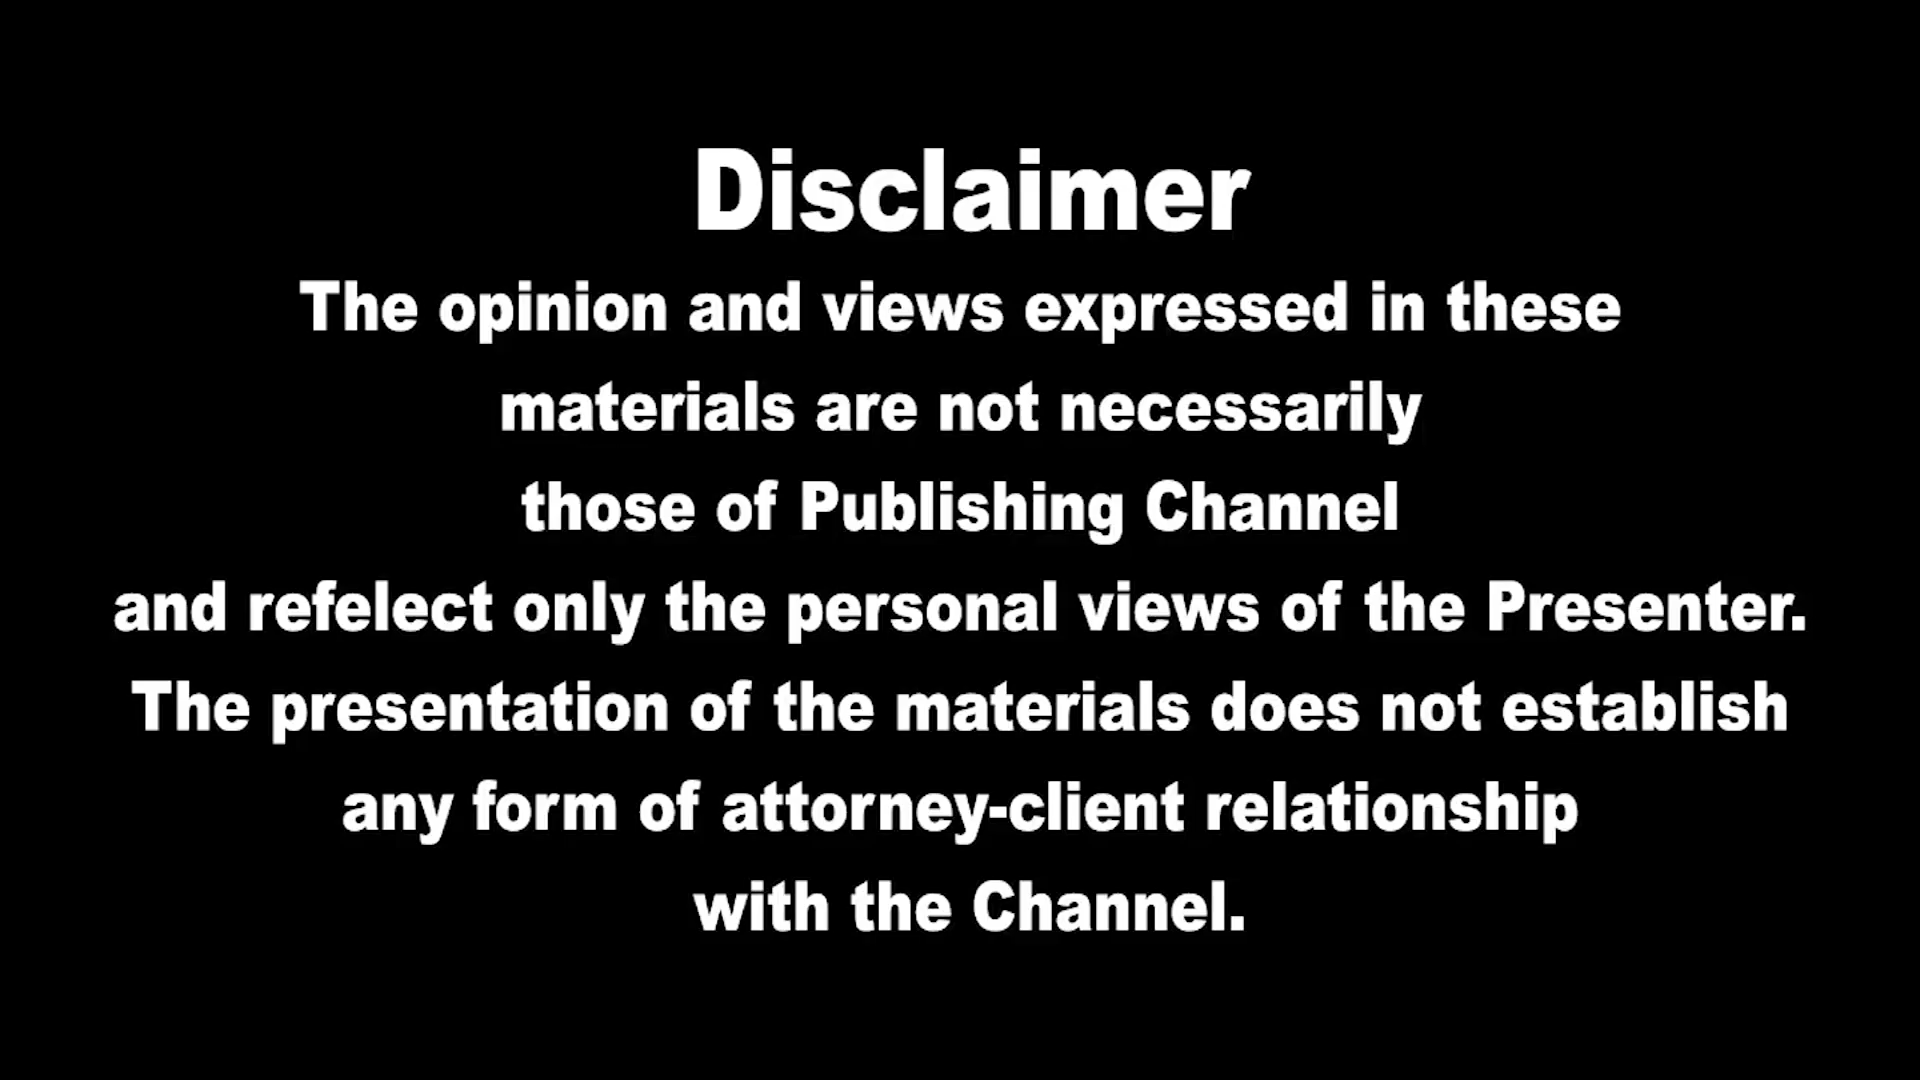 Disclaimer
The opinion and views expressed in these
materials are not necessarily
those of Publishing Channel
and refelect only the personal views of the Presenter.
The presentation of the materials does not establish
any form of attorney-client relationship
with the Channel.